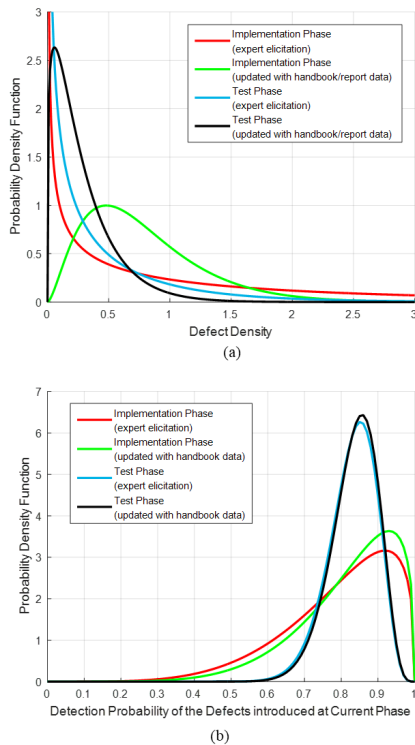 3
2.5
2
1.5
1
0.5
0
Probability Density Function
Implementation Phase
(expert elicitation)
Implementation Phase
(updated with handbook/report data)
Test Phase
(expert elicitation)
Test Phase
(updated with handbook/report data)
0 0.5 1 1.5 2 2.5 3
Defect Density
(a)
7
6
5
4
3
2
1
0
Probability Density Function
Implementation Phase
(expert elicitation)
Implementation Phase
(updated with handbook data)
Test Phase
(expert elicitation)
Test Phase
(updated with handbook data)
0 0.1 0.2 0.3 0.4 0.5 0.6 0.7 0.8 0.9 1
Detection Probability of the Defects introduced at Current Phase
(b)